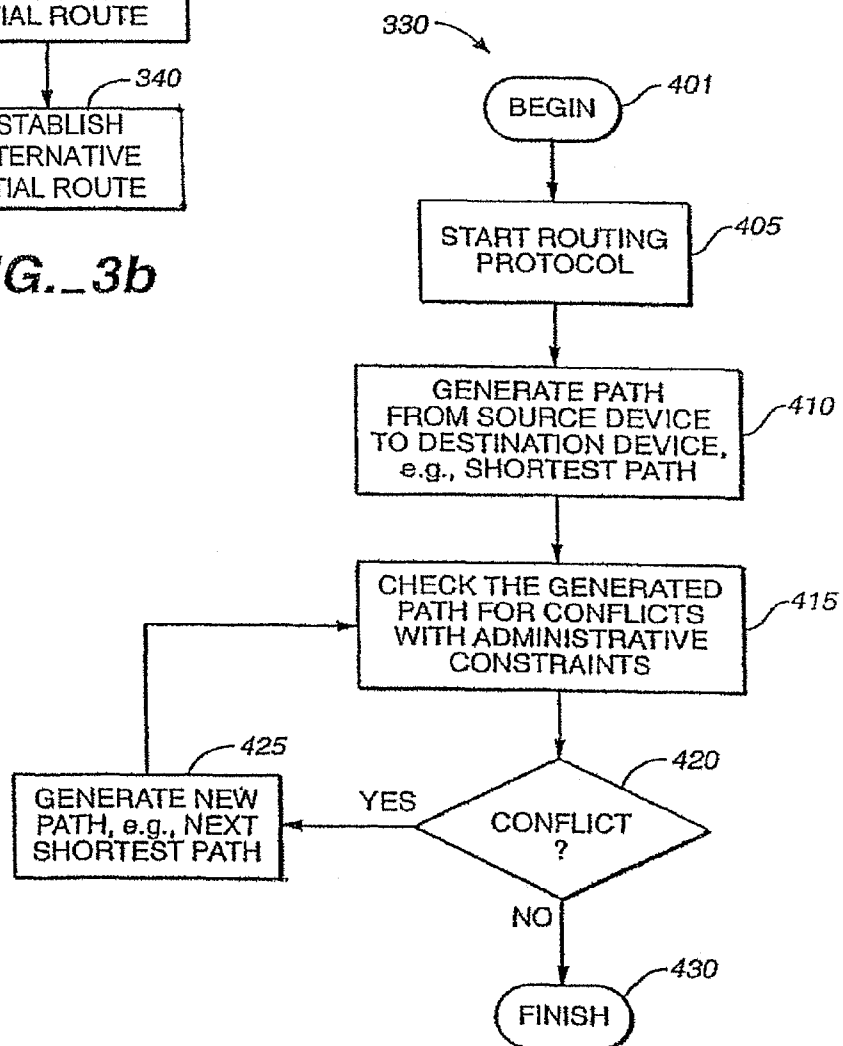 TIAL ROUTE
340
STABLISH
TERNATIVE
TIAL ROUTE
G._3b
330
BEGIN
401
START ROUTING
PROTOCOL
405
GENERATE PATH
FROM SOURCE DEVICE
TO DESTINATION DEVICE,
e.g., SHORTEST PATH
410
CHECK THE GENERATED
PATH FOR CONFLICTS
WITH ADMINISTRATIVE
CONSTRAINTS
415
425
GENERATE NEW
PATH, e.g., NEXT
SHORTEST PATH
YES
420
CONFLICT
?
NO
430
FINISH